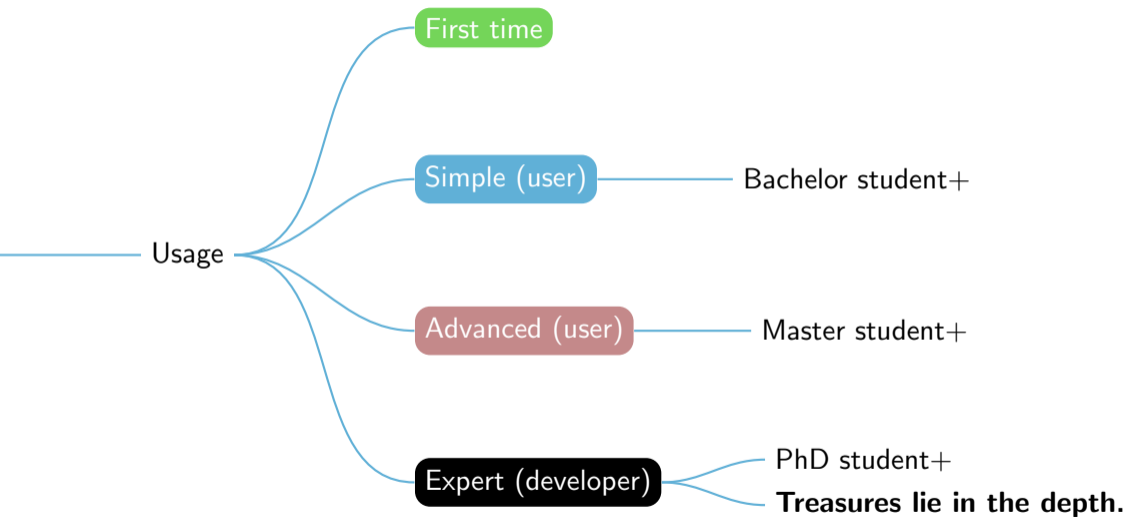 First time
Simple (user)
Bachelor student+
Usage
Advanced (user)
Master student+
Expert (developer)
PhD student+
Treasures lie in the depth.